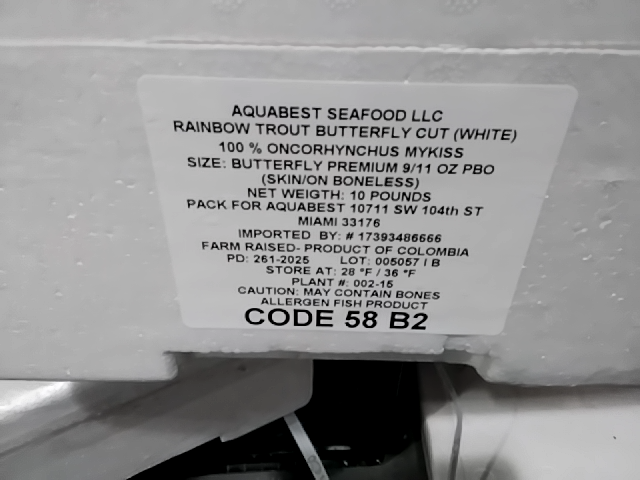 AQUABEST SEAFOOD LLC
RAINBOW TROUT BUTTERFLY CUT (WHITE)
100 % ONCORHYNCHUS MYKISS
SIZE: BUTTERFLY PREMIUM 9/11 OZ PBO
(SKIN/ON BONELESS)
NET WEIGTH: 10 POUNDS
PACK FOR AQUABEST 10711 SW 104th ST
MIAMI 33176
IMPORTED BY: # 17393486666
FARM RAISED- PRODUCT OF COLOMBIA
PD: 261-2025 LOT: 005057 I B
STORE AT: 28 °F / 36 °F
PLANT #: 002-15
CAUTION: MAY CONTAIN BONES
ALLERGEN FISH PRODUCT
CODE 58 B2